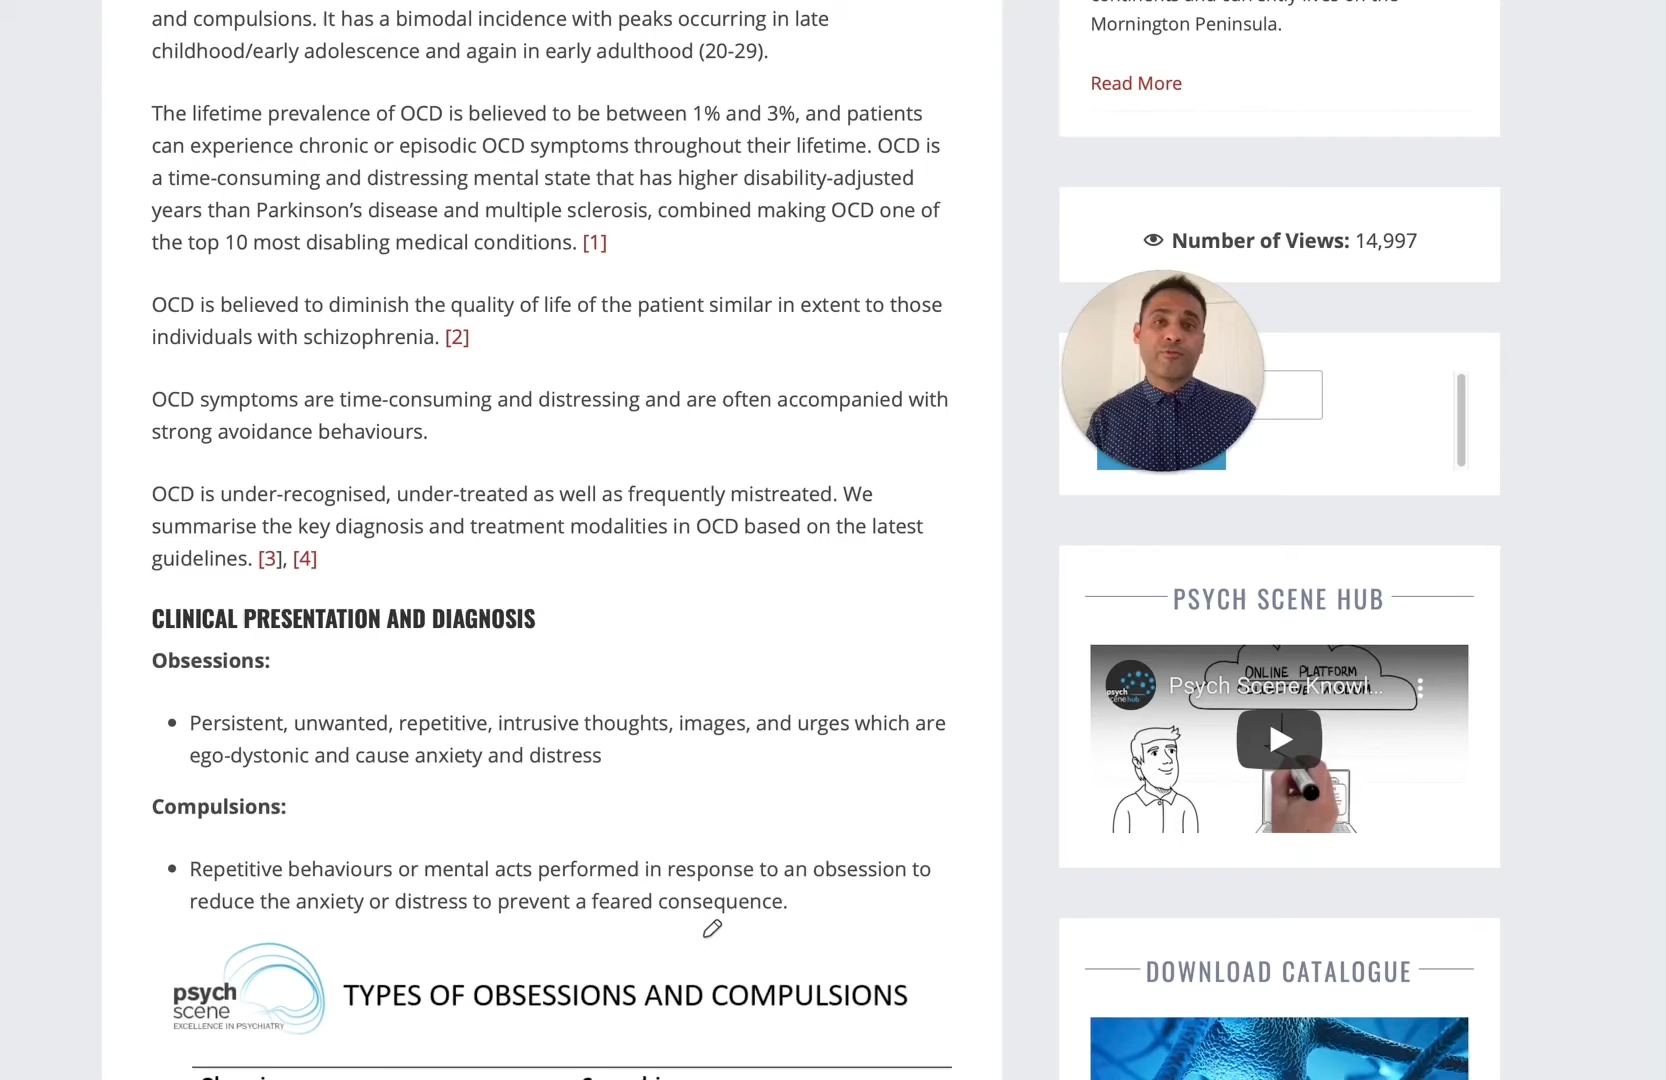 and compulsions. It has a bimodal incidence with peaks occurring in late
childhood/early adolescence and again in early adulthood (20-29).
The lifetime prevalence of OCD is believed to be between 1% and 3%, and patients
can experience chronic or episodic OCD symptoms throughout their lifetime. OCD is
a time-consuming and distressing mental state that has higher disability-adjusted
years than Parkinson’s disease and multiple sclerosis, combined making OCD one of
the top 10 most disabling medical conditions. [1]
OCD is believed to diminish the quality of life of the patient similar in extent to those
individuals with schizophrenia. [2]
OCD symptoms are time-consuming and distressing and are often accompanied with
strong avoidance behaviours.
OCD is under-recognised, under-treated as well as frequently mistreated. We
summarise the key diagnosis and treatment modalities in OCD based on the latest
guidelines. [3], [4]
CLINICAL PRESENTATION AND DIAGNOSIS
Obsessions:
• Persistent, unwanted, repetitive, intrusive thoughts, images, and urges which are
ego-dystonic and cause anxiety and distress
Compulsions:
• Repetitive behaviours or mental acts performed in response to an obsession to
reduce the anxiety or distress to prevent a feared consequence.
psych
scene
EXCELLENCE IN PSYCHIATRY
TYPES OF OBSESSIONS AND COMPULSIONS
Mornington Peninsula.
Read More
Number of Views: 14,997
PSYCH SCENE HUB
ONLINE PLATFORM
psych
scene hub
Psych Scene Knowl...
DOWNLOAD CATALOGUE